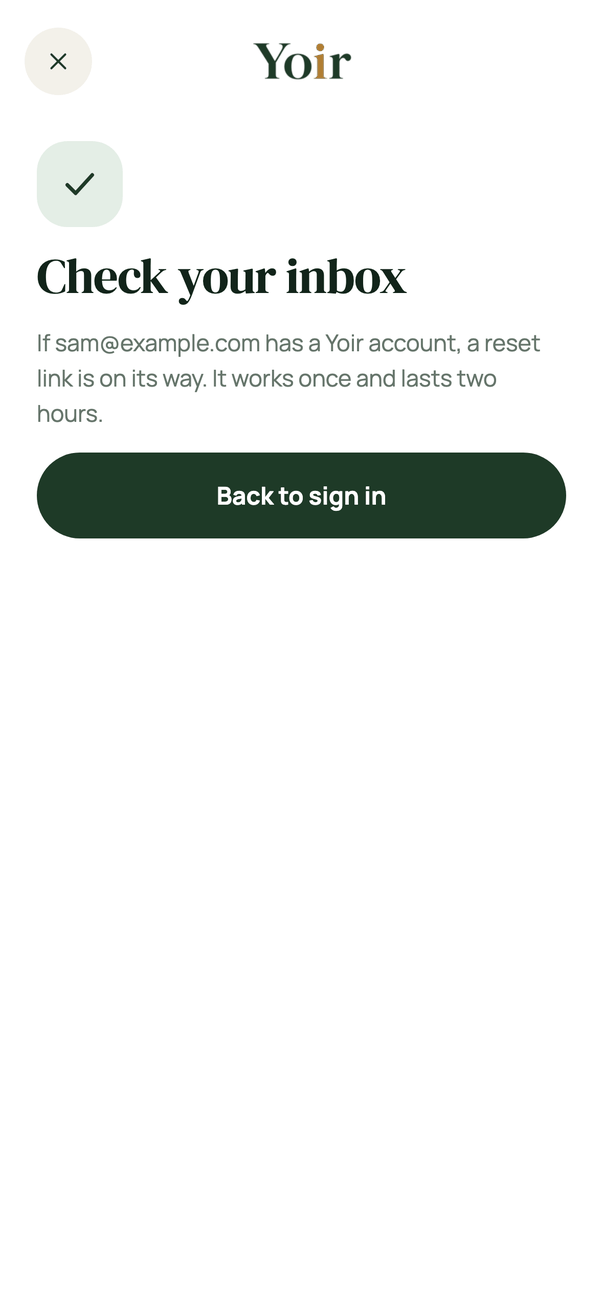 Yoir
Check your inbox
If sam@example.com has a Yoir account, a reset
link is on its way. It works once and lasts two
hours.
Back to sign in